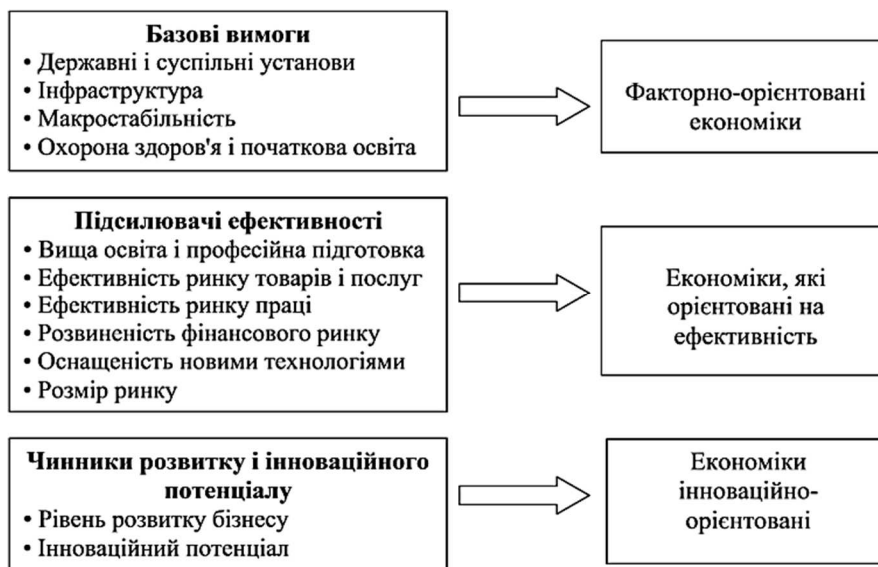 Базові вимоги
• Державні і суспільні установи
• Інфраструктура
• Макростабільність
• Охорона здоров'я і початкова освіта
Факторно-орієнтовані
економіки
Підсилювачі ефективності
• Вища освіта і професійна підготовка
• Ефективність ринку товарів і послуг
• Ефективність ринку праці
• Розвиненість фінансового ринку
• Оснащеність новими технологіями
• Розмір ринку
Економіки, які
орієнтовані на
ефективність
Чинники розвитку і інноваційного
потенціалу
• Рівень розвитку бізнесу
• Інноваційний потенціал
Економіки
інноваційно-
орієнтовані